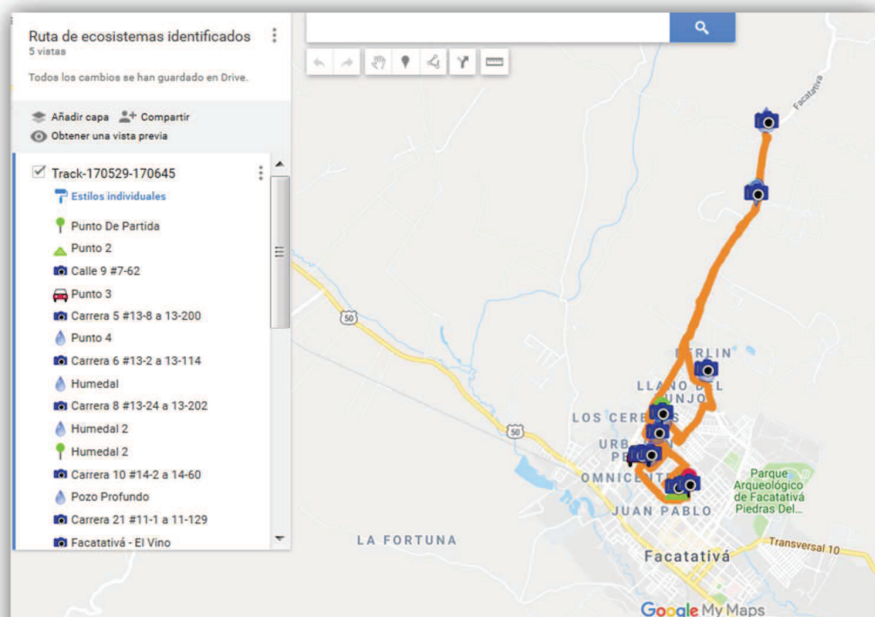 Ruta de ecosistemas identificados
5 vistas
Todos los cambios se han guardado en Drive.
Añadir capa
Compartir
Obtener una vista previa
Track-170529-170645
Estilos individuales
Punto De Partida
Punto 2
Calle 9 #7-62
Punto 3
Carrera 5 #13-8 a 13-200
Punto 4
Carrera 6 #13-2 a 13-114
Humedal
Carrera 8 #13-24 a 13-202
Humedal 2
Humedal 2
Carrera 10 #14-2 a 14-60
Pozo Profundo
Carrera 21 #11-1 a 11-129
Facatativá - El Vino
Facatativa
50
50
LLANO DEL
JUAN PABLO
LA FORTUNA
Parque
Arqueológico
de Facatativá
Piedras Del...
Transversal 10
Facatativá
Google My Maps